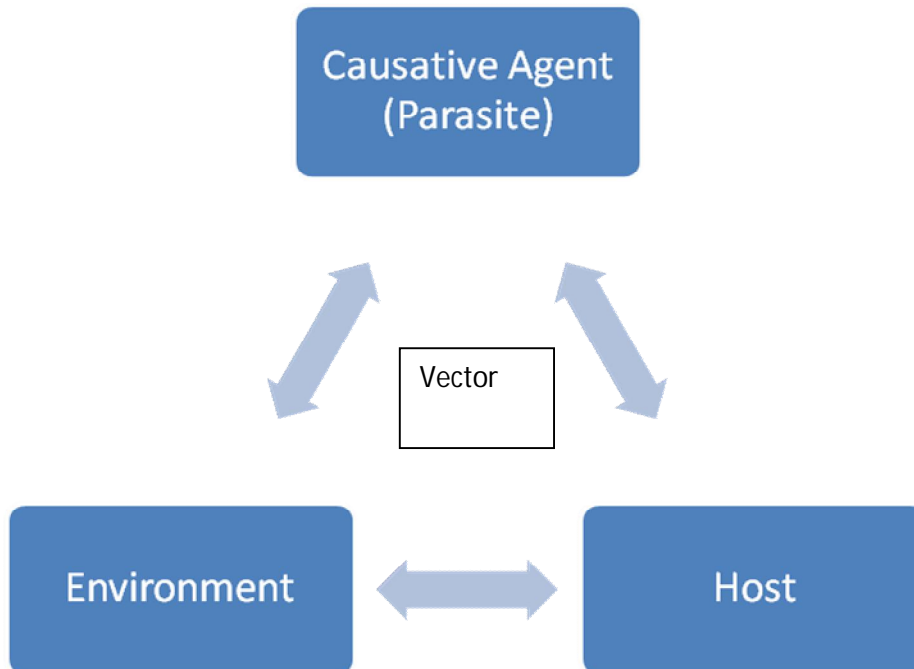 Causative Agent
(Parasite)
Vector
Environment
Host